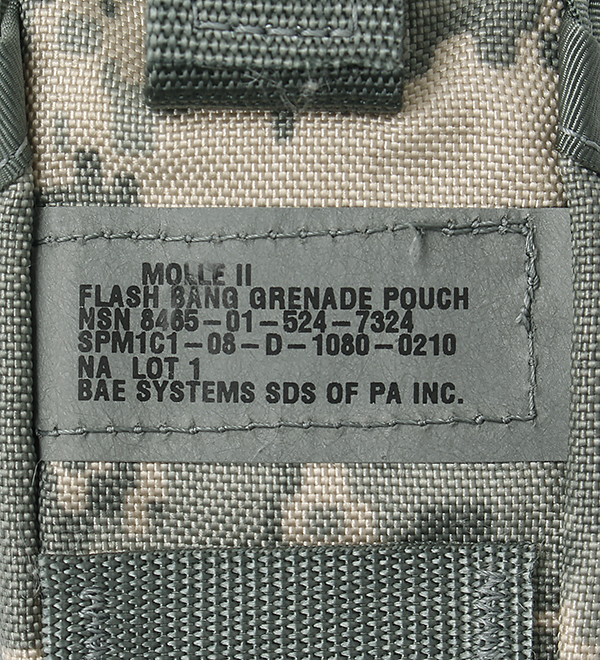 MOLLE II
FLASH BANG GRENADE POUCH
NSN 8465-01-524-7324
SPM1C1-08-D-1080-0210
NA LOT 1
BAE SYSTEMS SDS OF PA INC.